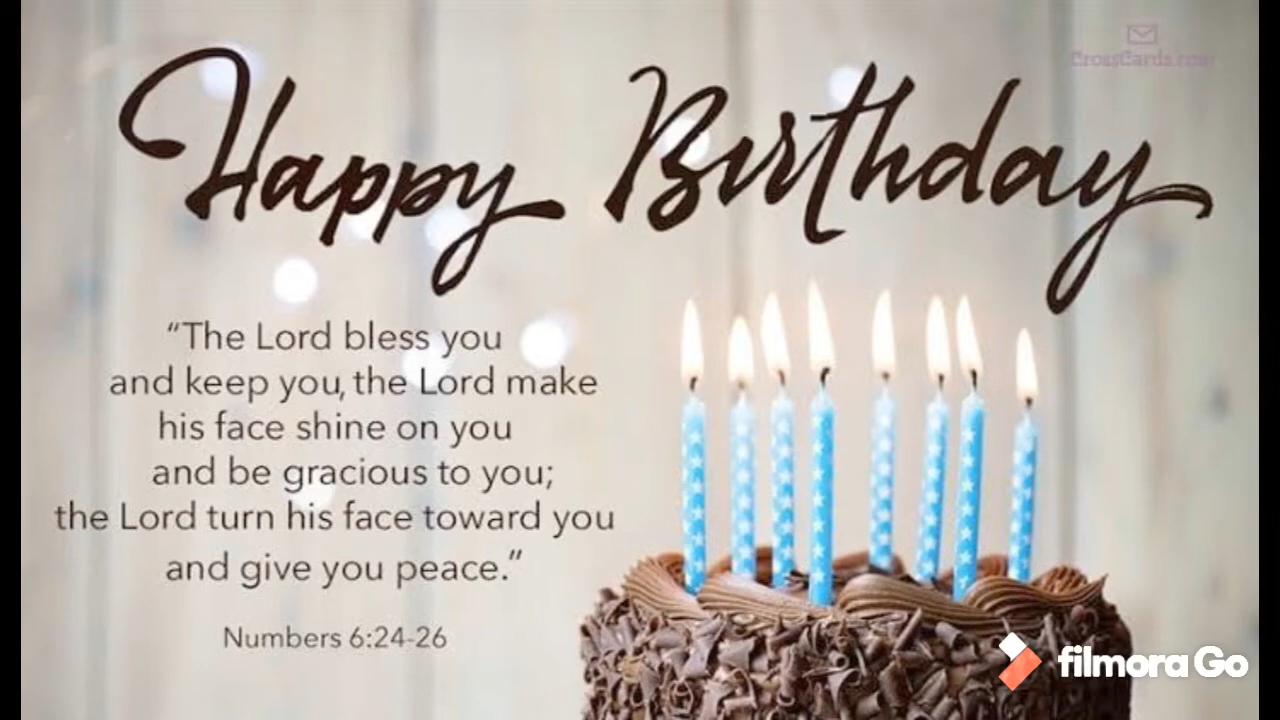 CrossCards.com
Happy Birthday
“The Lord bless you
and keep you, the Lord make
his face shine on you
and be gracious to you;
the Lord turn his face toward you
and give you peace.”
Numbers 6:24-26
filmora Go